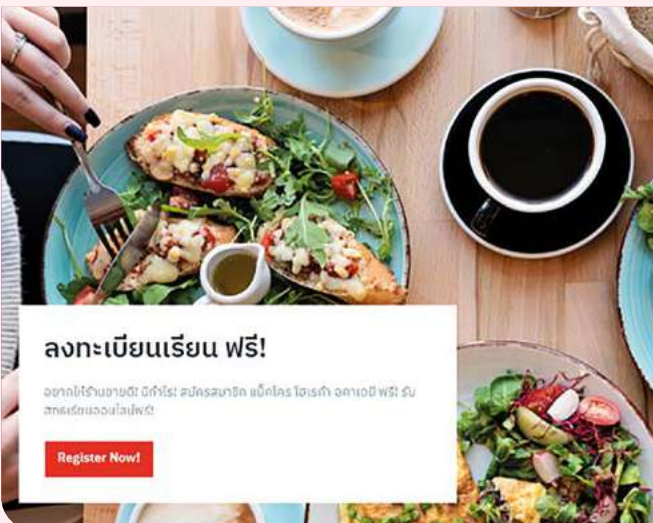 ลงทะเบียนเรียน ฟรี!
อยากให้ร้านขายดี! มีกำไร! สมัครสมาชิก แม็คโคร โฮเรก้า อคาเดมี ฟรี! รับ
สิทธิ์เรียนออนไลน์ฟรี!
Register Now!